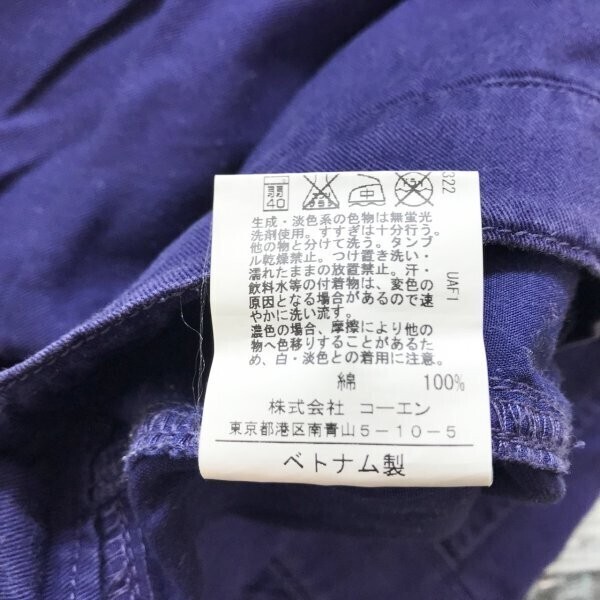 40
生成・淡色系の色物は無蛍光
洗剤使用。すすぎは十分行う。
他の物と分けて洗う。タンブ
ル乾燥禁止。つけ置き洗い・
濡れたままの放置禁止。汗・
飲料水等の付着物は、変色の
原因となる場合があるので速
やかに洗い流す。
濃色の場合、摩擦により他の
物へ色移りすることがあるた
め、白・淡色との着用に注意。
綿 100%
株式会社 コーエン
東京都港区南青山5-10-5
ベトナム製
322
UAFI